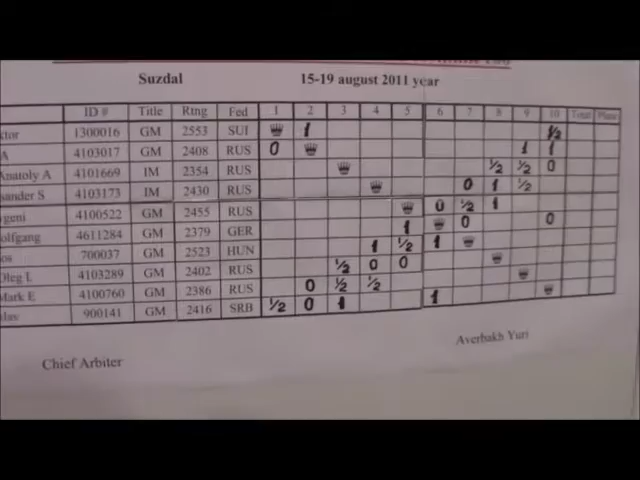 Suzdal 15-19 august 2011 year
ID # Title Rtng Fed 1 2 3 4 5 6 7 8 9 10 Total Place
ktor 1300016 GM 2553 SUI 1 ½
A 4103017 GM 2408 RUS 0 1 1
Anatoly A 4101669 IM 2354 RUS ½ ½ 0
sander S 4103173 IM 2430 RUS 0 1 ½
vgeni 4100522 GM 2455 RUS 0 ½ 1
olfgang 4611284 GM 2379 GER 1 0 0
os 700037 GM 2523 HUN 1 ½ 1
Oleg L 4103289 GM 2402 RUS ½ 0 0
Mark E 4100760 GM 2386 RUS 0 ½ ½
slav 900141 GM 2416 SRB ½ 0 1 1
Chief Arbiter Averbakh Yuri